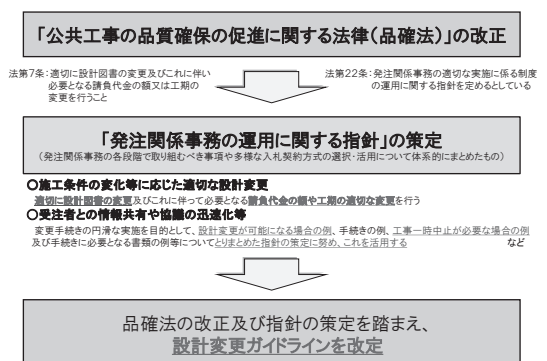 「公共工事の品質確保の促進に関する法律（品確法）」の改正
法第7条：適切に設計図書の変更及びこれに伴い
必要となる請負代金の額又は工期の
変更を行うこと
法第22条：発注関係事務の適切な実施に係る制度
の運用に関する指針を定めるとしている
「発注関係事務の運用に関する指針」の策定
（発注関係事務の各段階で取り組むべき事項や多様な入札契約方式の選択・活用について体系的にまとめたもの）
○施工条件の変化等に応じた適切な設計変更
適切に設計図書の変更及びこれに伴って必要となる請負代金の額や工期の適切な変更を行う
○受注者との情報共有や協議の迅速化等
変更手続きの円滑な実施を目的として、設計変更が可能になる場合の例、手続きの例、工事一時中止が必要な場合の例
及び手続きに必要となる書類の例等についてとりまとめた指針の策定に努め、これを活用する など
品確法の改正及び指針の策定を踏まえ、
設計変更ガイドラインを改定